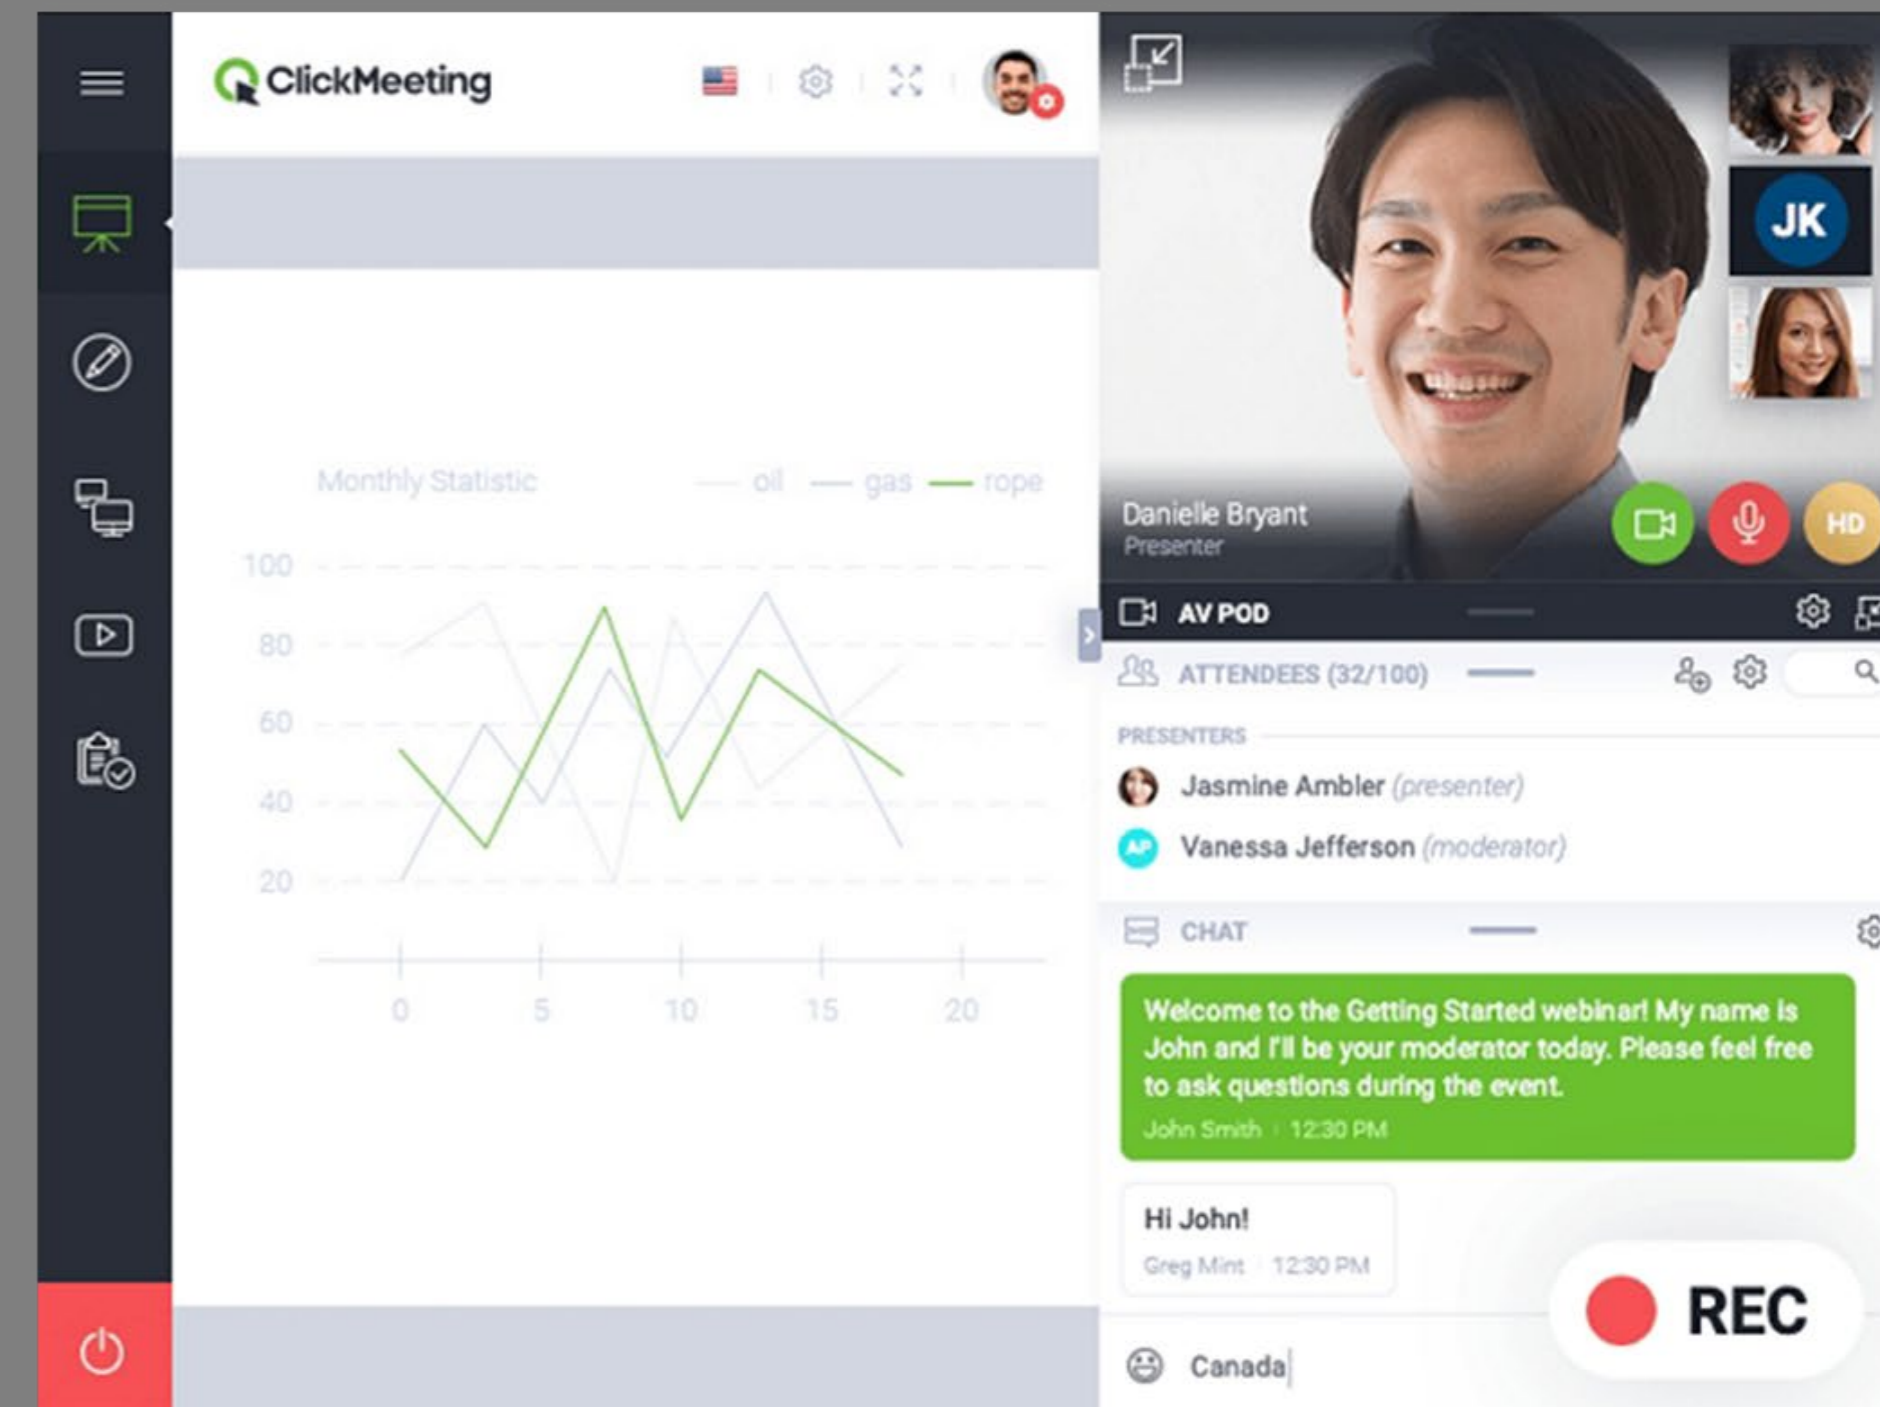 ClickMeeting
Monthly Statistic
oil gas rope
100
80
60
40
20
0 5 10 15 20
JK
Danielle Bryant
Presenter
HD
AV POD
ATTENDEES (32/100)
PRESENTERS
Jasmine Ambler (presenter)
AP
Vanessa Jefferson (moderator)
CHAT
Welcome to the Getting Started webinar! My name is
John and I'll be your moderator today. Please feel free
to ask questions during the event.
John Smith 12:30 PM
Hi John!
Greg Mint 12:30 PM
REC
Canada